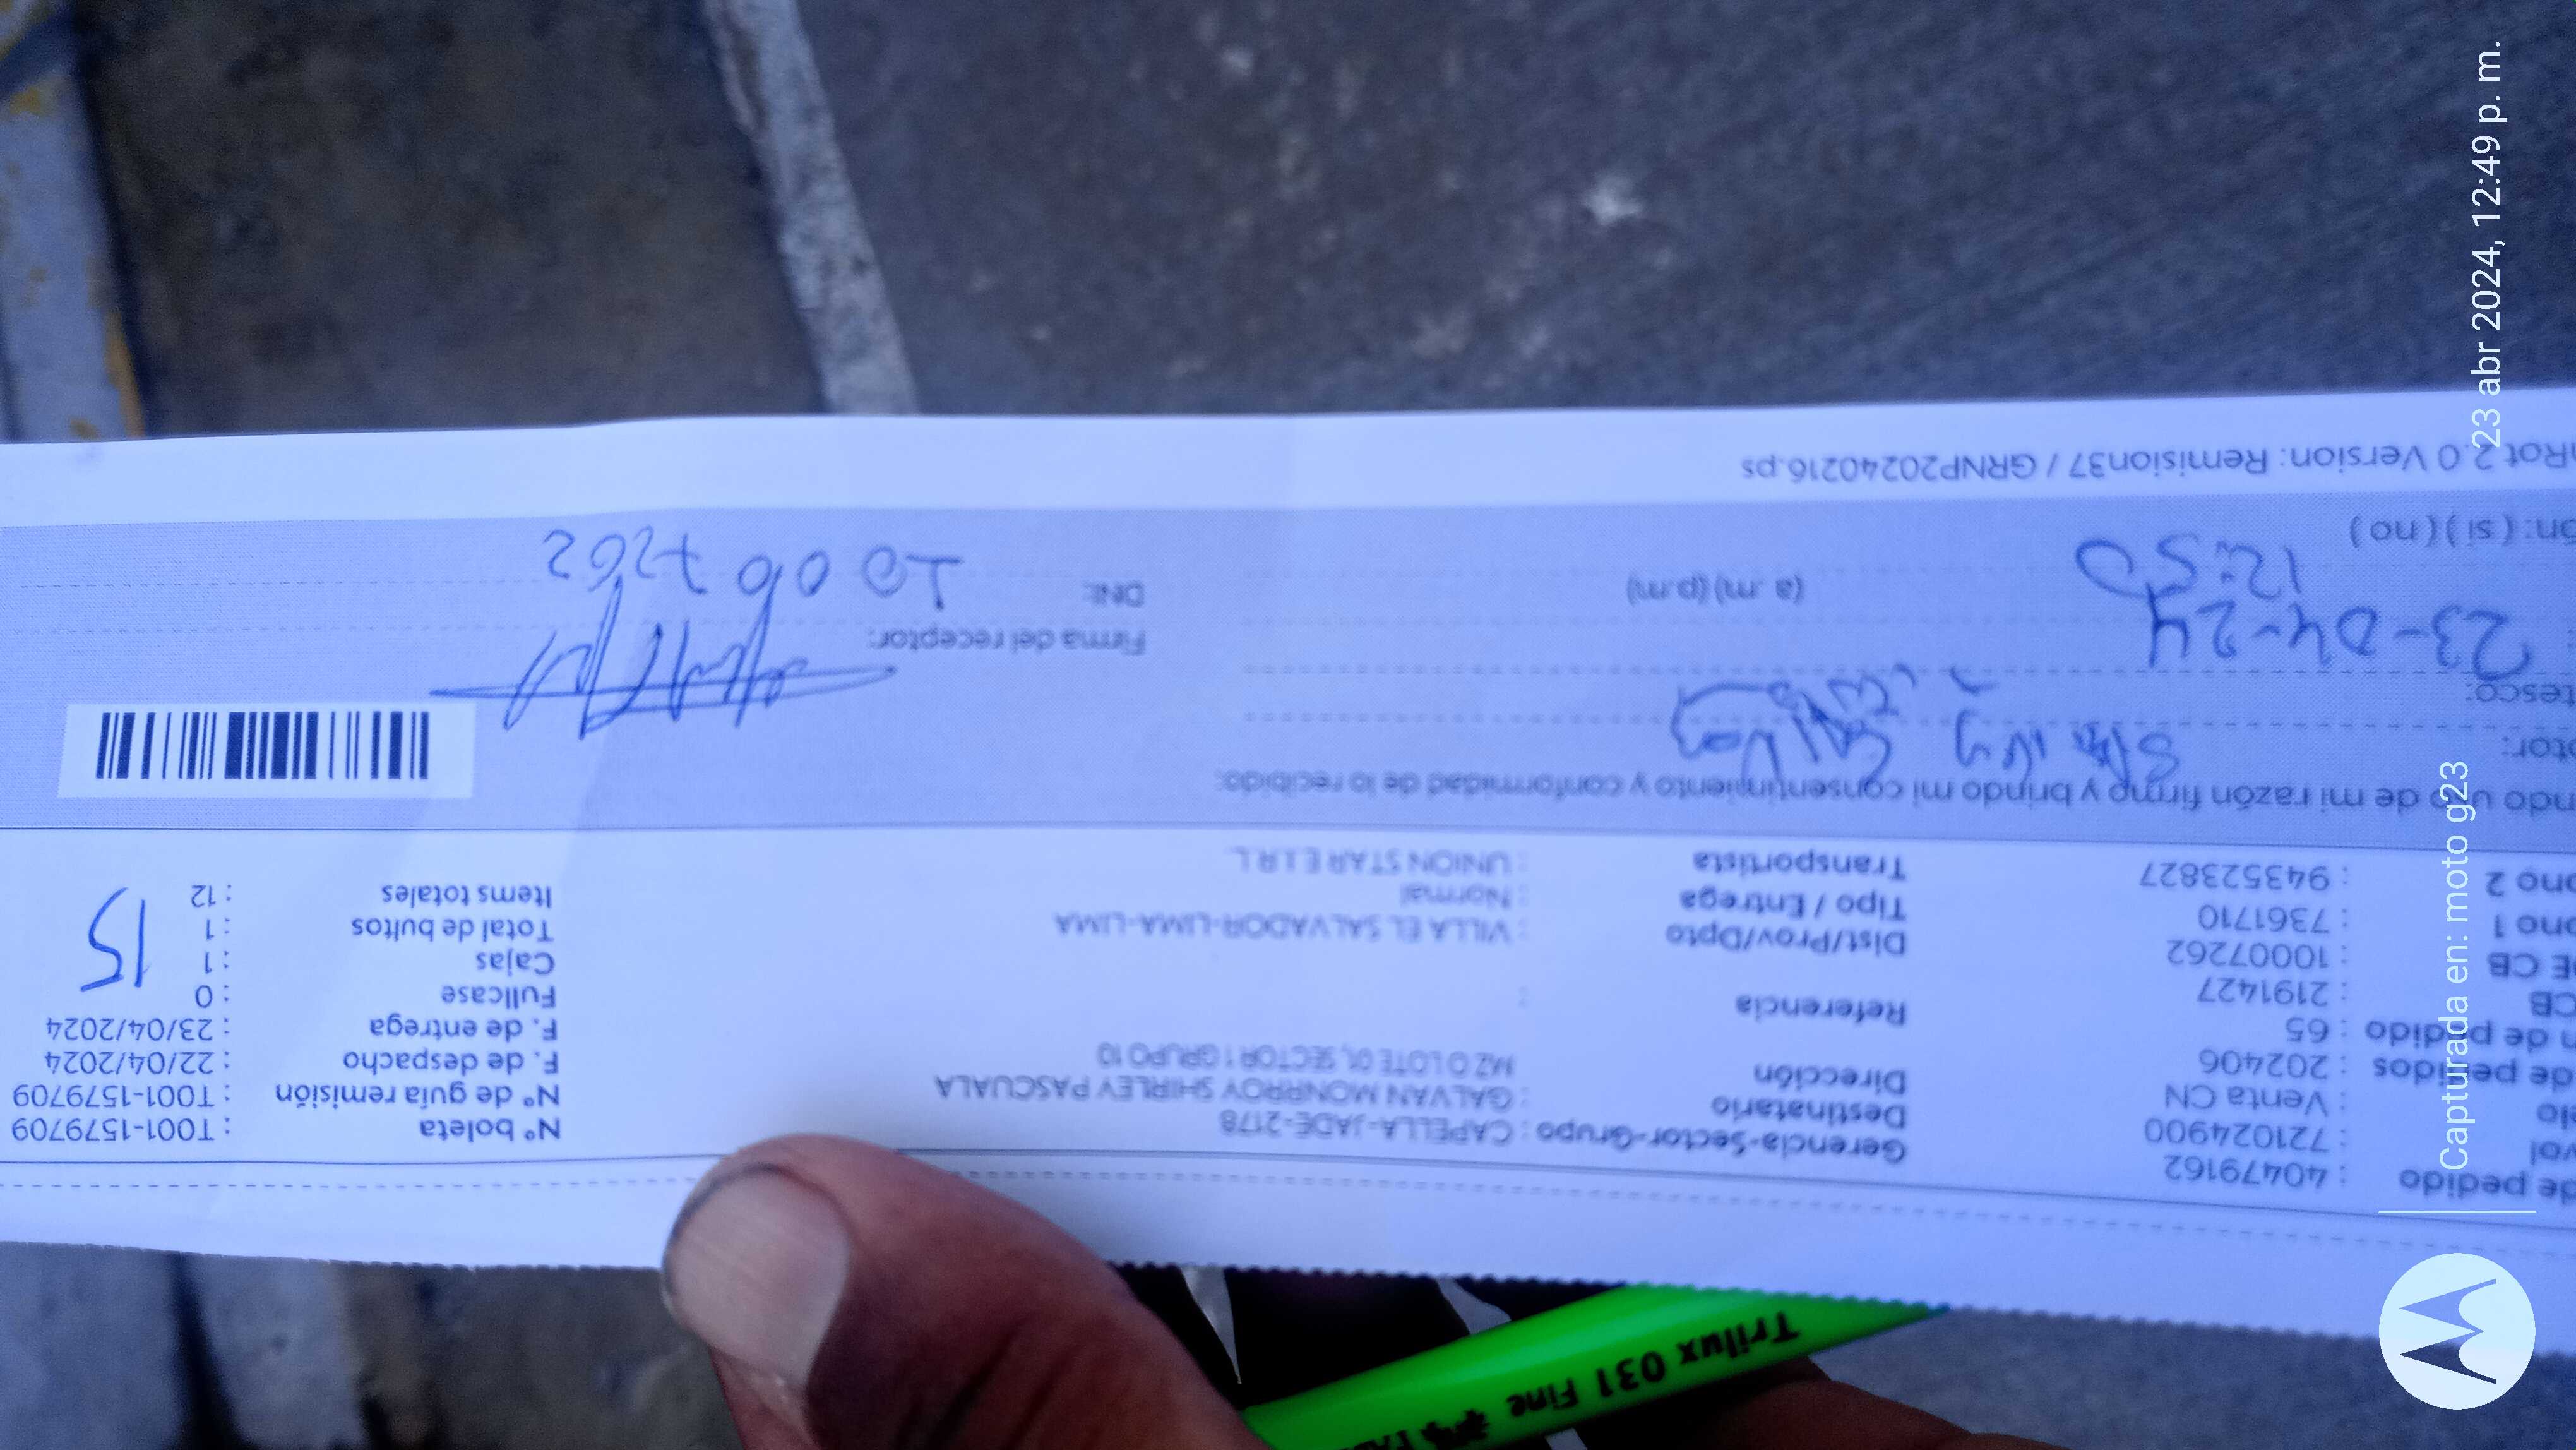 de pedido : 40479162
vol : 721024900
Venta CN
de pedidos : 202406
de pedido : 65
CB : 2191427
E CB : 10007262
ono 1 : 7361710
ono 2 : 943523827
Gerencia-Sector-Grupo : CAPELLA-JADE-2178
Destinatario : GALVAN MONRROY SHIRLEY PASCUALA
Dirección MZ O LOTE 01, SECTOR 1 GRUPO 10
Referencia :
Dist/Prov/Dpto : VILLA EL SALVADOR-LIMA-LIMA
Tipo / Entrega : Normal
Transportista : UNION STAR E.I.R.L.
N° boleta : T001-1579709
N° de guía remisión : T001-1579709
F. de despacho : 22/04/2024
F. de entrega : 23/04/2024
Fullcase : 0
Cajas : 1
Total de bultos : 1
Items totales : 12
15
ndo uso de mi razón firmo y brindo mi consentimiento y conformidad de lo recibido:
ptor:
tesco:
23-04-24
12:50
(a .m) (p.m)
ón: ( si ) ( no )
Firma del receptor:
DNI:
10007262
Rot 2.0 Version: Remision37 / GRNP20240216.ps
Trilux 031 Fine
23 abr 2024, 12:49 p. m.
Capturada en: moto g23